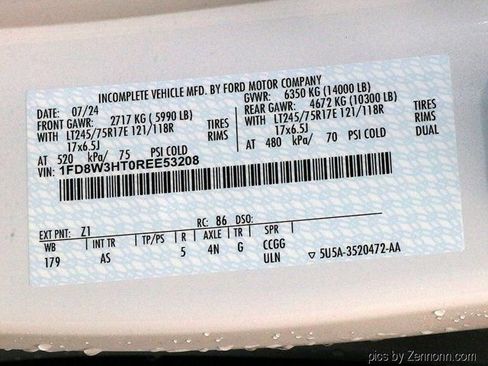 INCOMPLETE VEHICLE MFD. BY FORD MOTOR COMPANY
DATE: 07/24 GVWR: 6350 KG (14000 LB)
FRONT GAWR: 2717 KG (5990 LB) REAR GAWR: 4672 KG (10300 LB)
WITH LT245/75R17E 121/118R TIRES WITH LT245/75R17E 121/118R TIRES
17x6.5J RIMS 17x6.5J RIMS
AT 520 kPa/ 75 PSI COLD AT 480 kPa/ 70 PSI COLD DUAL
VIN: 1FD8W3HT0REE53208
EXT PNT: Z1 RC: 86 DSO:
WB INT TR TP/PS R AXLE TR SPR
179 AS 5 4N G CCGG
ULN ▽ 5U5A-3520472-AA
pics by Zennonn.com